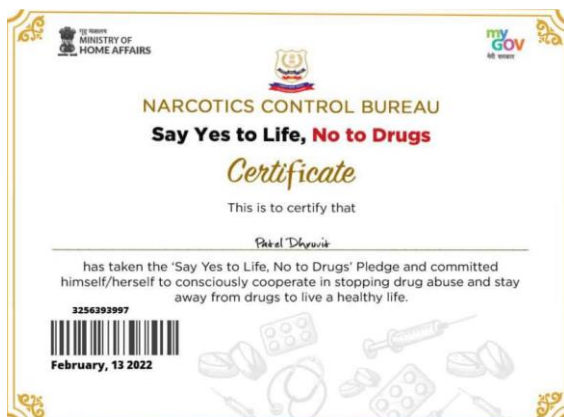 गृह मंत्रालय
MINISTRY OF
HOME AFFAIRS
my
GOV
मेरी सरकार
NARCOTICS CONTROL BUREAU
Say Yes to Life, No to Drugs
Certificate
This is to certify that
Patel Dhruvit
has taken the 'Say Yes to Life, No to Drugs' Pledge and committed
himself/herself to consciously cooperate in stopping drug abuse and stay
away from drugs to live a healthy life.
3256393997
February, 13 2022